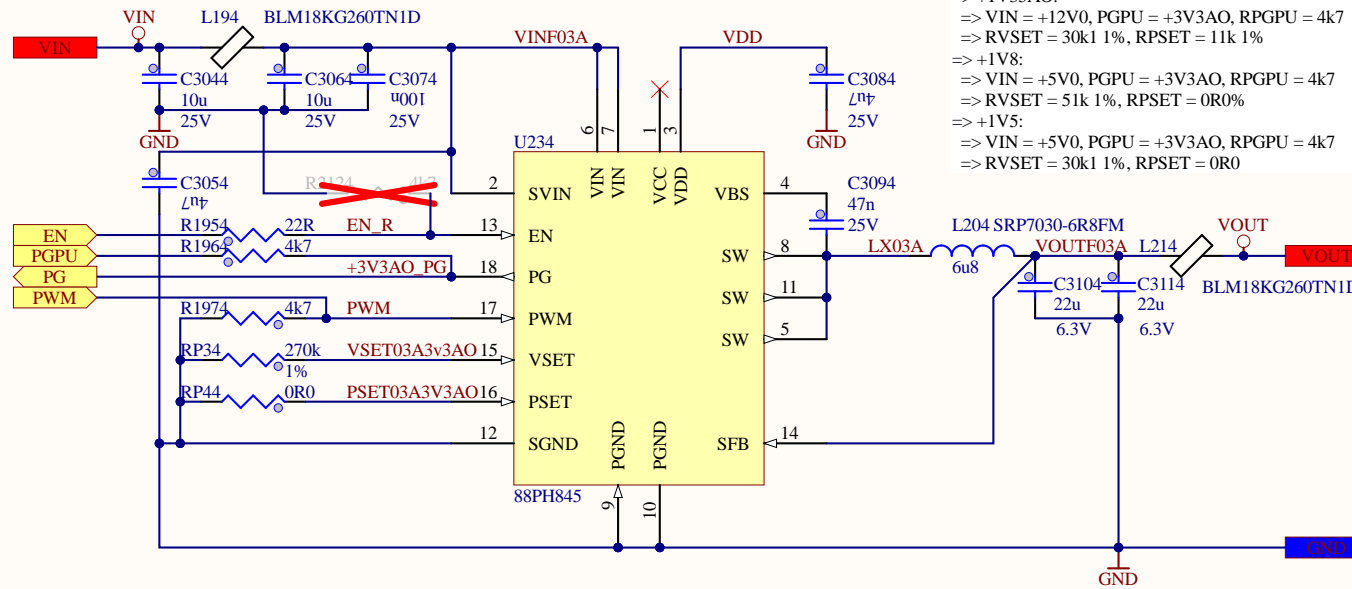 => +1V35AO:
=> VIN = +12V0, PGPU = +3V3AO, RPGPU = 4k7
=> RVSET = 30k1 1%, RPSET = 11k 1%
=> +1V8:
=> VIN = +5V0, PGPU = +3V3AO, RPGPU = 4k7
=> RVSET = 51k 1%, RPSET = 0R0%
=> +1V5:
=> VIN = +5V0, PGPU = +3V3AO, RPGPU = 4k7
=> RVSET = 30k1 1%, RPSET = 0R0
VIN
L194
BLM18KG260TN1D
VIN
VINF03A
VDD
C3044
10u
25V
C3064
10u
25V
C3074
100n
25V
C3084
4u7
25V
GND
GND
6
7
1
3
U234
VIN
VIN
VCC
VDD
C3054
4u7
R2124
4k7
2
SVIN
VBS
4
C3094
47n
25V
EN
R1954
22R
EN_R
13
EN
PGPU
R1964
4k7
PG
+3V3AO_PG
18
PG
PWM
R1974
4k7
PWM
17
PWM
RP34
270k
1%
VSET03A3v3AO
15
VSET
RP44
0R0
PSET03A3V3AO
16
PSET
12
SGND
SW
8
LX03A
L204
SRP7030-6R8FM
6u8
VOUTF03A
L214
VOUT
VOUT
BLM18KG260TN1D
SW
11
SW
5
C3104
22u
6.3V
C3114
22u
6.3V
SFB
14
PGND
PGND
88PH845
9
10
GND
GND